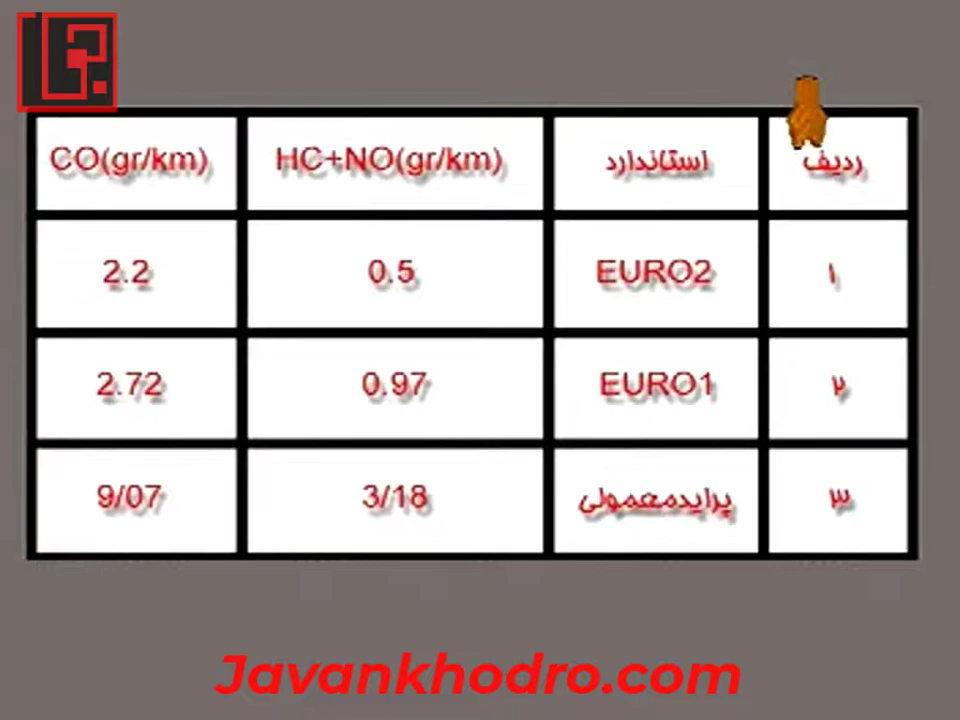 ردیف استاندارد HC+NO(gr/km) CO(gr/km)
۱ EURO2 0.5 2.2
۲ EURO1 0.97 2.72
۳ پرایدمعمولی 3/18 9/07
Javankhodro.com